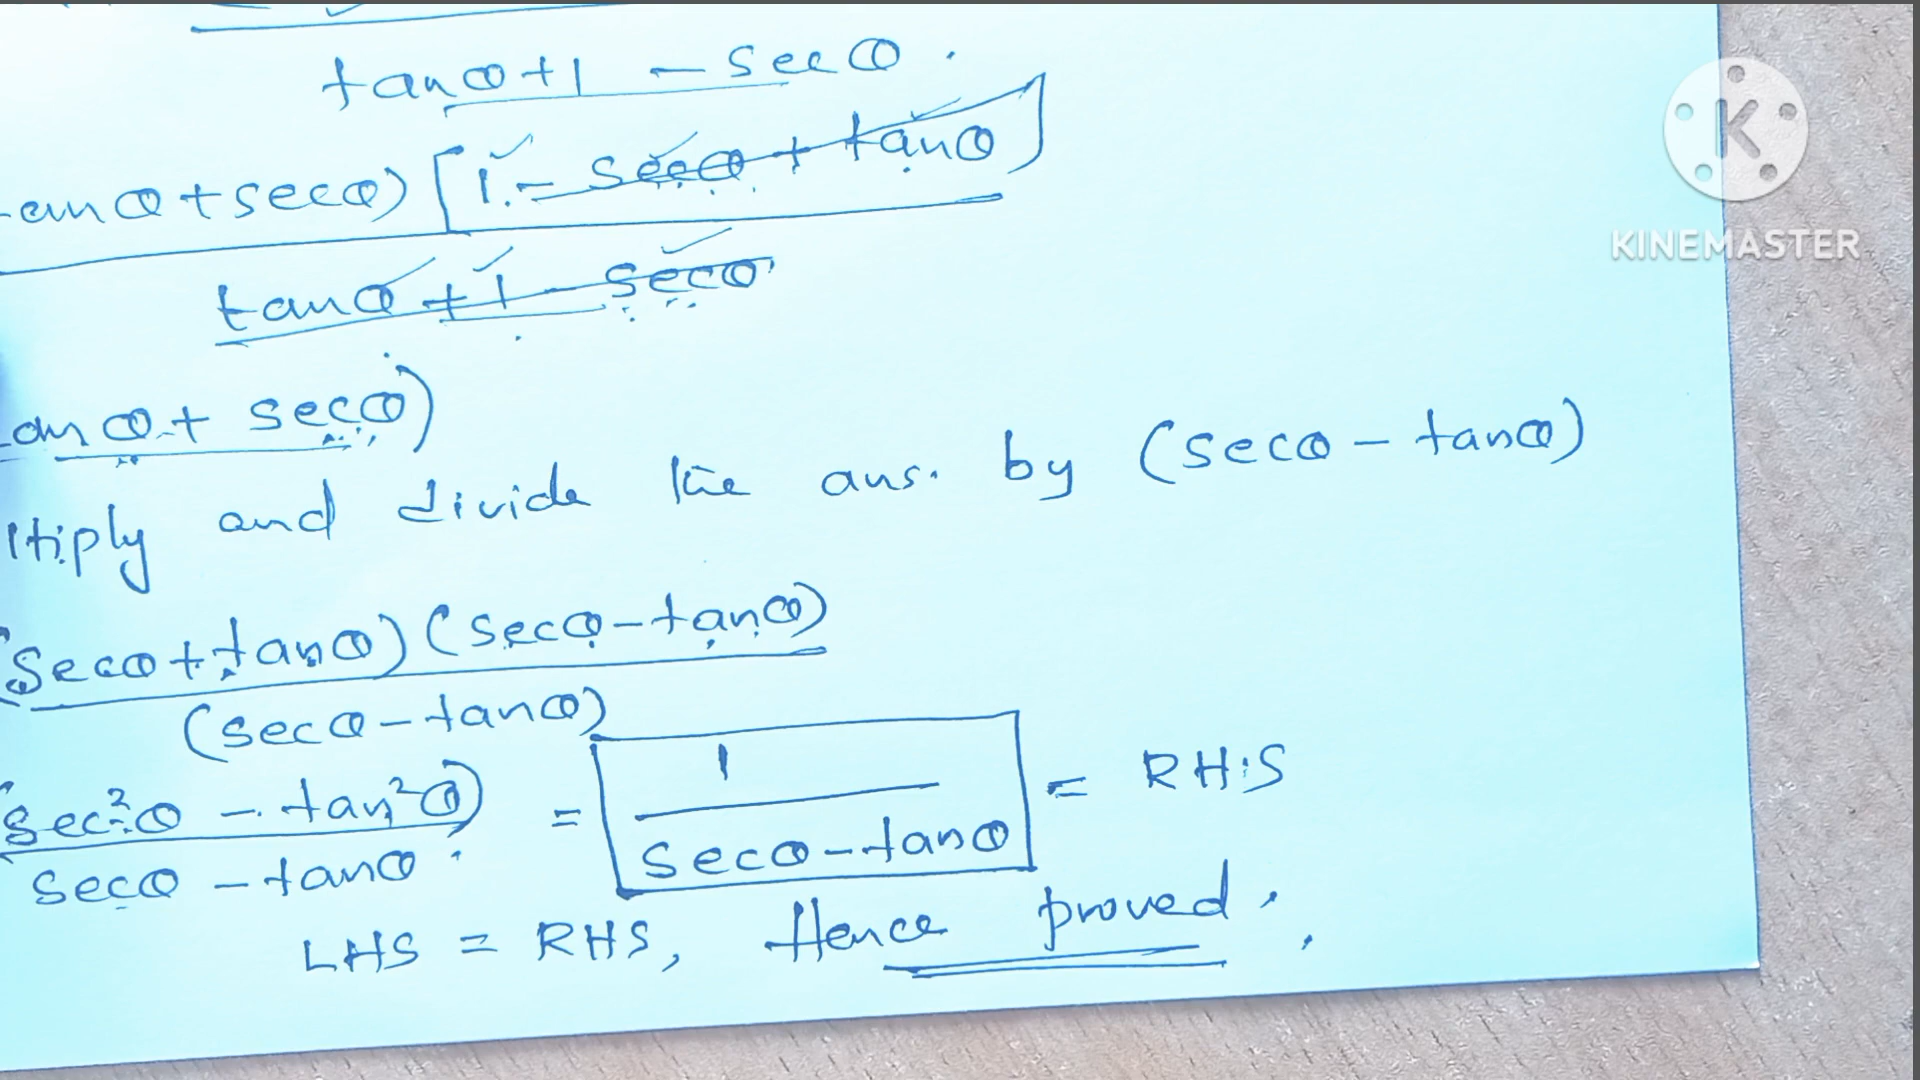 tanθ+1 - secθ.
anθ+secθ) [1 - secθ + tanθ]
tanθ + 1 - secθ
anθ + secθ)
ltiply and divide the ans. by (secθ - tanθ)
(secθ+tanθ)(secθ-tanθ)
(secθ-tanθ)
(sec²θ - tan²θ)
secθ - tanθ
= 1
secθ-tanθ
= RHS
LHS = RHS, Hence proved.
KINEMASTER